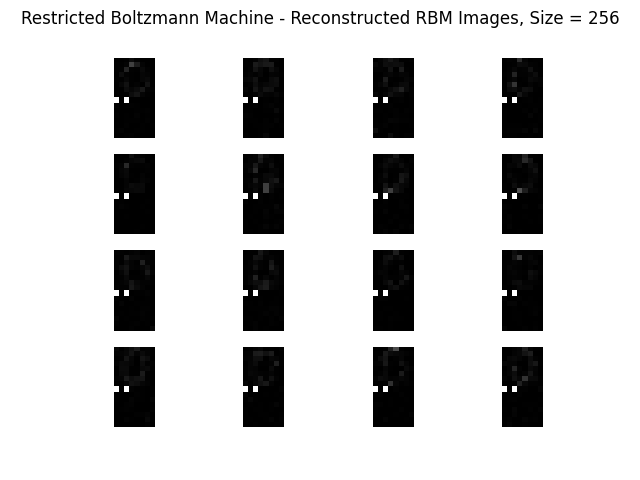 Restricted Boltzmann Machine - Reconstructed RBM Images, Size = 256